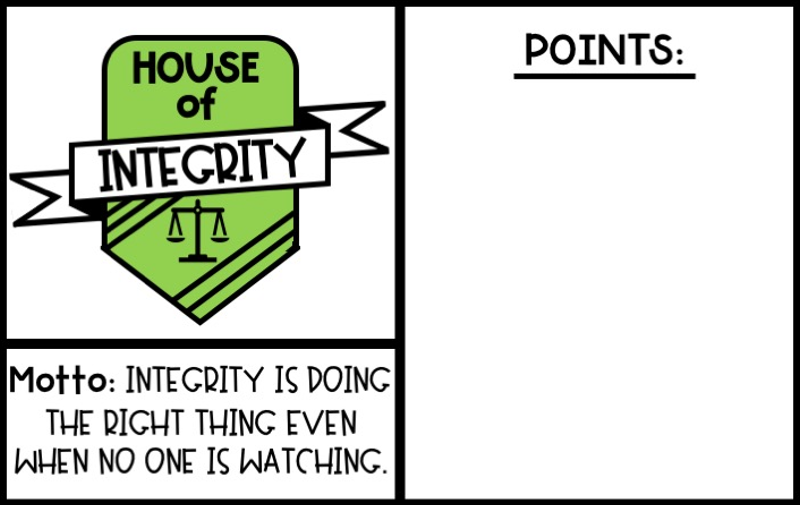 HOUSE
of
INTEGRITY
Motto: INTEGRITY IS DOING
THE RIGHT THING EVEN
WHEN NO ONE IS WATCHING.
POINTS: